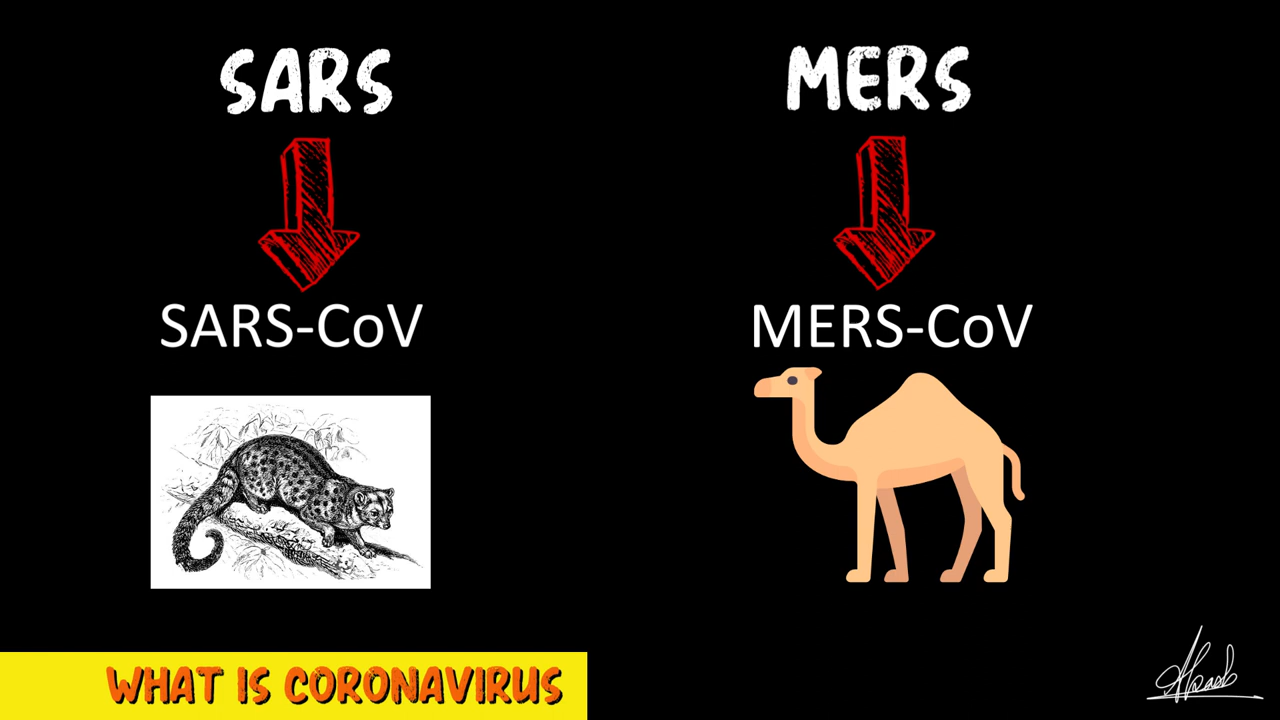 SARS
MERS
SARS-CoV
MERS-CoV
WHAT IS CORONAVIRUS